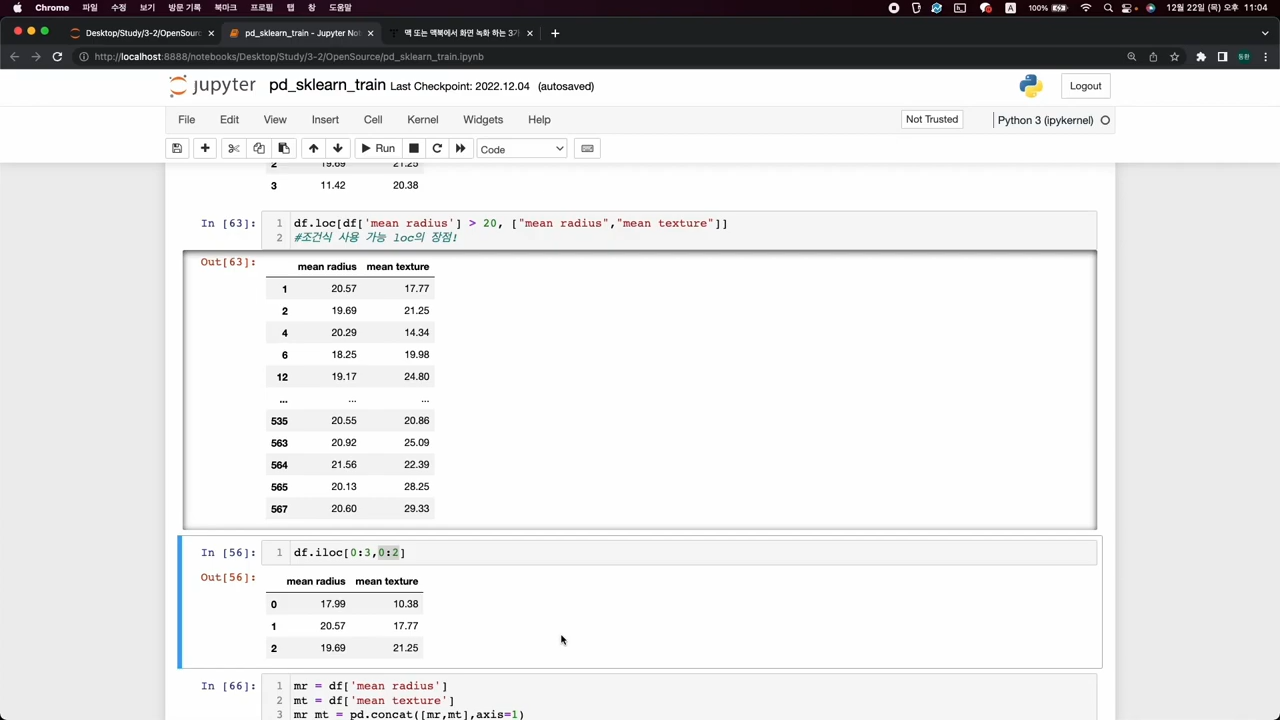 Chrome 파일 수정 보기 방문 기록 북마크 프로필 탭 창 도움말 100% 12월 22일 (목) 오후 11:04
Desktop/Study/3-2/OpenSourc pd_sklearn_train - Jupyter Not 맥 또는 맥북에서 화면 녹화 하는 3가
http://localhost:8888/notebooks/Desktop/Study/3-2/OpenSource/pd_sklearn_train.ipynb
jupyter pd_sklearn_train Last Checkpoint: 2022.12.04 (autosaved) Logout
File Edit View Insert Cell Kernel Widgets Help Not Trusted Python 3 (ipykernel)
Run Code
2 19.69 21.25
3 11.42 20.38
In [63]: 1 df.loc[df['mean radius'] > 20, ["mean radius","mean texture"]]
2 #조건식 사용 가능 loc의 장점!
Out[63]:
mean radius mean texture
1 20.57 17.77
2 19.69 21.25
4 20.29 14.34
6 18.25 19.98
12 19.17 24.80
... ... ...
535 20.55 20.86
563 20.92 25.09
564 21.56 22.39
565 20.13 28.25
567 20.60 29.33
In [56]: 1 df.iloc[0:3,0:2]
Out[56]:
mean radius mean texture
0 17.99 10.38
1 20.57 17.77
2 19.69 21.25
In [66]: 1 mr = df['mean radius']
2 mt = df['mean texture']
3 mr_mt = pd.concat([mr,mt],axis=1)